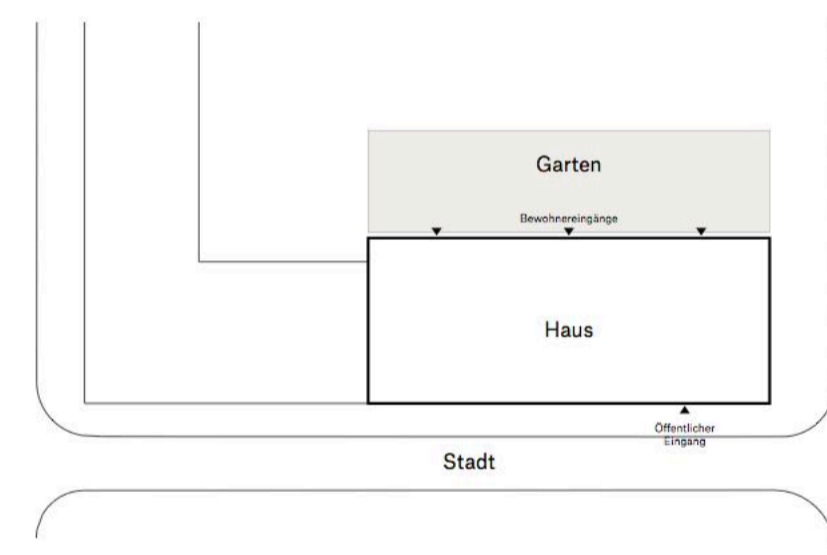 Garten
Bewohnereingänge
Haus
Öffentlicher
Eingang
Stadt